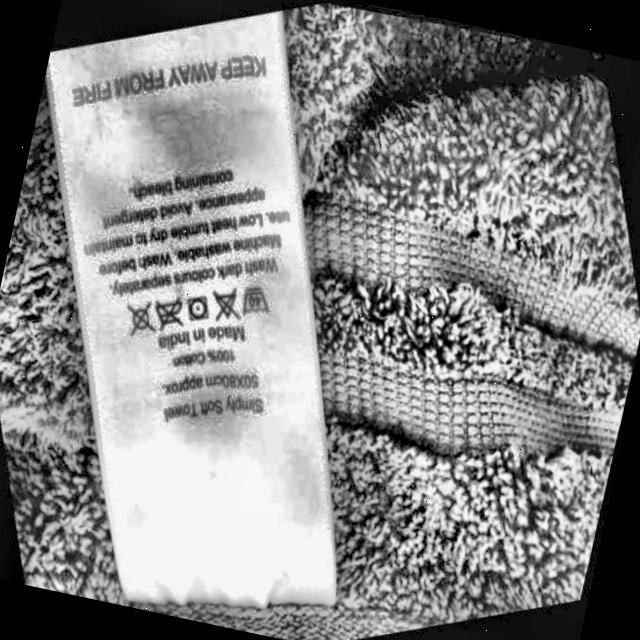 Simply Soft Towel
50X80cm approx.
100% Cotton
Made in India
Wash dark colours separately
Machine washable. Wash before
use. Low heat tumble dry to maintain
appearance. Avoid detergent
containing bleach.
KEEP AWAY FROM FIRE